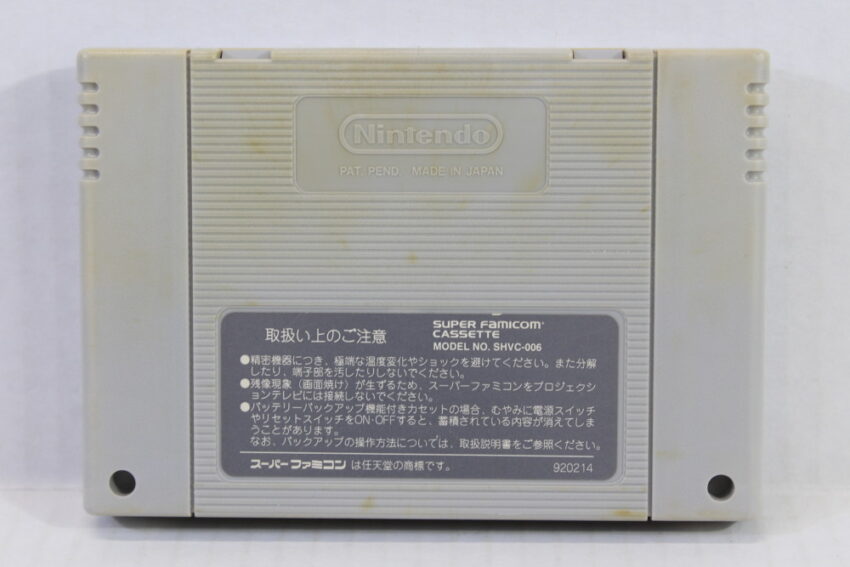 Nintendo
PAT. PEND. MADE IN JAPAN
取扱い上のご注意
SUPER FAMICOM
CASSETTE
MODEL NO. SHVC-006
●精密機器につき、極端な温度変化やショックを避けてください。また分解
したり、端子部を汚したりしないでください。
●残像現象（画面焼け）が生ずるため、スーパーファミコンをプロジェクシ
ョンテレビには接続しないでください。
●バッテリーバックアップ機能付きカセットの場合、むやみに電源スイッチ
やリセットスイッチをON·OFFすると、蓄積されている内容が消えてしま
うことがあります。
なお、バックアップの操作方法については、取扱説明書をご参照ください。
スーパーファミコン は任天堂の商標です。
920214